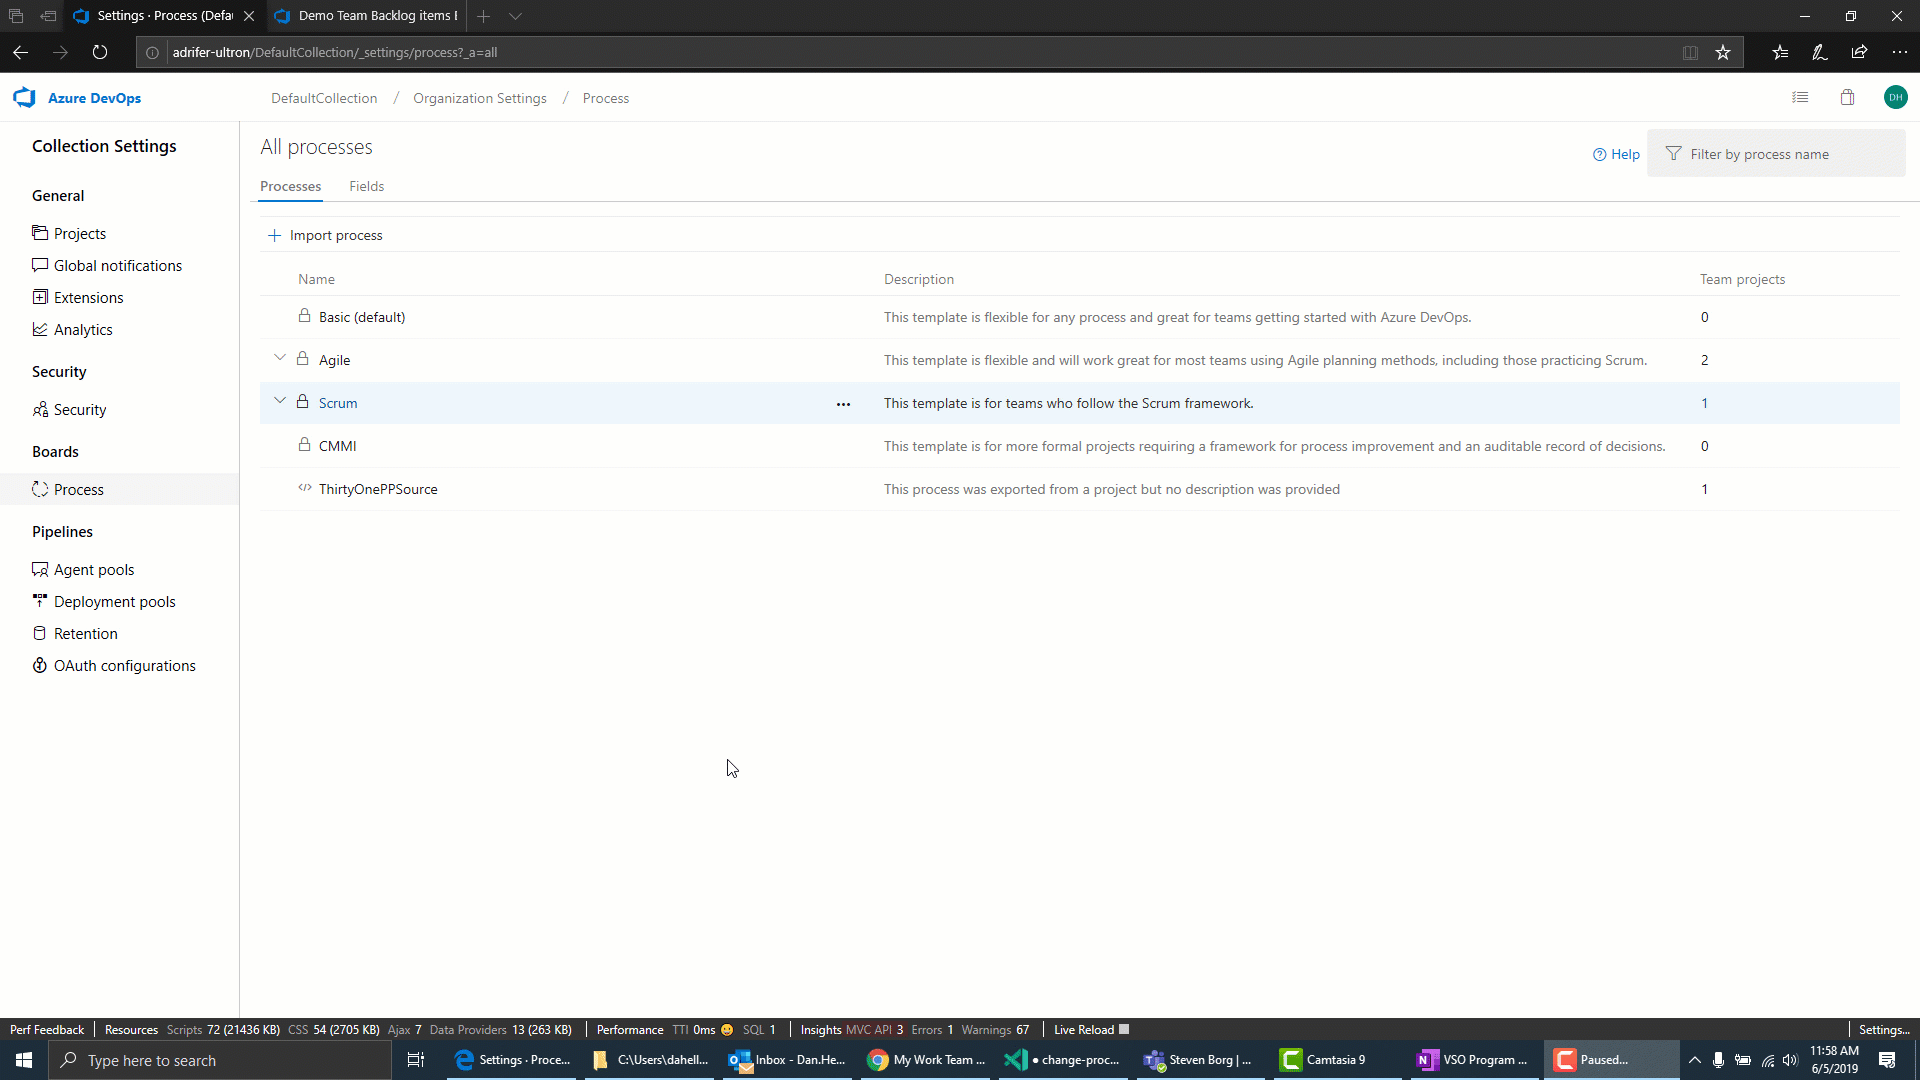 Settings · Process (Defau
Demo Team Backlog items B
adrifer-ultron/DefaultCollection/_settings/process?_a=all
Azure DevOps
DefaultCollection / Organization Settings / Process
DH
Collection Settings
General
Projects
Global notifications
Extensions
Analytics
Security
Security
Boards
Process
Pipelines
Agent pools
Deployment pools
Retention
OAuth configurations
All processes
Help
Filter by process name
Processes Fields
Import process
Name Description Team projects
Basic (default) This template is flexible for any process and great for teams getting started with Azure DevOps. 0
Agile This template is flexible and will work great for most teams using Agile planning methods, including those practicing Scrum. 2
Scrum ... This template is for teams who follow the Scrum framework. 1
CMMI This template is for more formal projects requiring a framework for process improvement and an auditable record of decisions. 0
ThirtyOnePPSource This process was exported from a project but no description was provided 1
Perf Feedback Resources Scripts 72 (21436 KB) CSS 54 (2705 KB) Ajax 7 Data Providers 13 (263 KB) Performance TTI 0ms SQL 1 Insights MVC API 3 Errors 1 Warnings 67 Live Reload Settings...
Type here to search
Settings · Proce...
C:\Users\dahell...
Inbox - Dan.He...
My Work Team ...
● change-proc...
Steven Borg | ...
Camtasia 9
VSO Program ...
Paused...
11:58 AM
6/5/2019